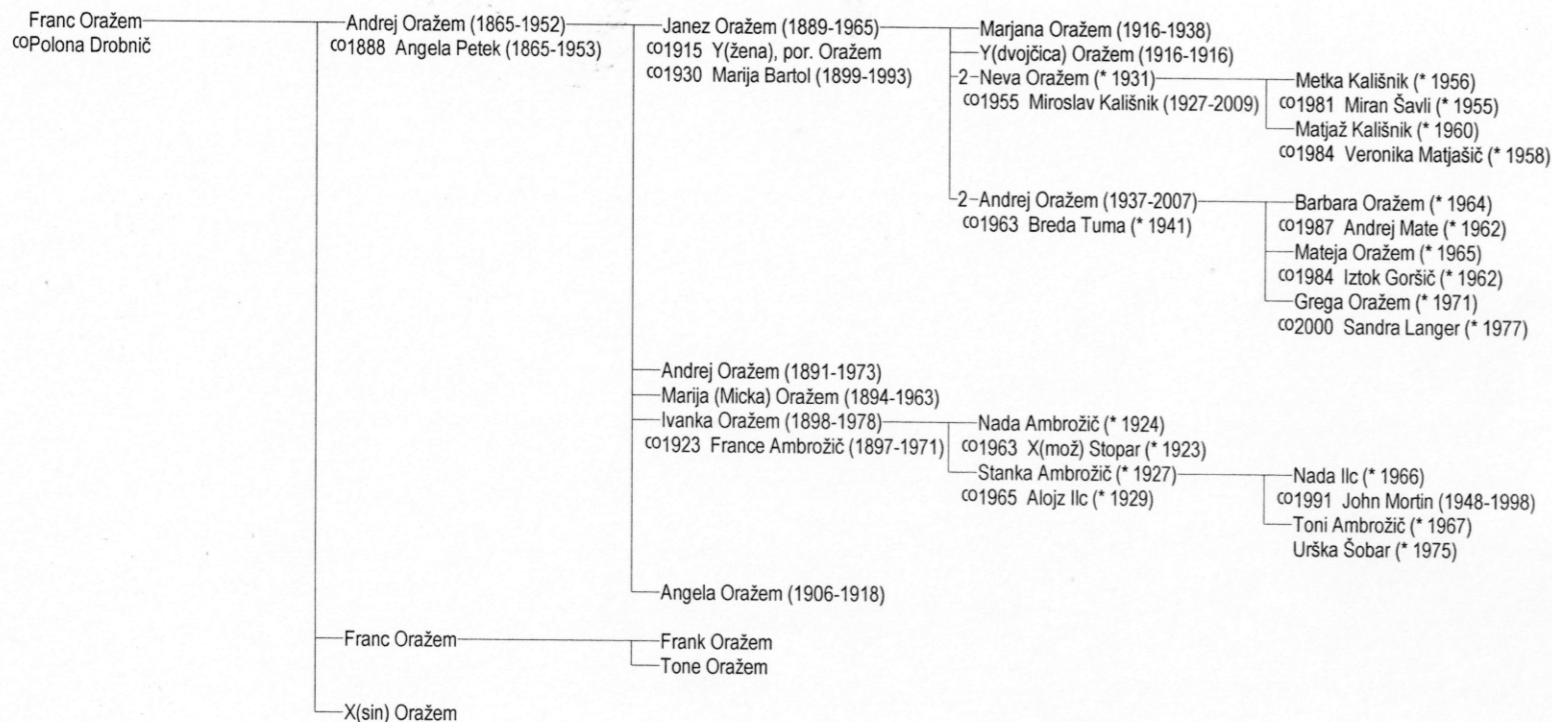 Franc Oražem
∞Polona Drobnič
Andrej Oražem (1865-1952)
∞1888 Angela Petek (1865-1953)
Janez Oražem (1889-1965)
∞1915 Y(žena), por. Oražem
∞1930 Marija Bartol (1899-1993)
Marjana Oražem (1916-1938)
Y(dvojčica) Oražem (1916-1916)
2-Neva Oražem (* 1931)
∞1955 Miroslav Kališnik (1927-2009)
Metka Kališnik (* 1956)
∞1981 Miran Šavli (* 1955)
Matjaž Kališnik (* 1960)
∞1984 Veronika Matjašič (* 1958)
2-Andrej Oražem (1937-2007)
∞1963 Breda Tuma (* 1941)
Barbara Oražem (* 1964)
∞1987 Andrej Mate (* 1962)
Mateja Oražem (* 1965)
∞1984 Iztok Goršič (* 1962)
Grega Oražem (* 1971)
∞2000 Sandra Langer (* 1977)
Andrej Oražem (1891-1973)
Marija (Micka) Oražem (1894-1963)
Ivanka Oražem (1898-1978)
∞1923 France Ambrožič (1897-1971)
Nada Ambrožič (* 1924)
∞1963 X(mož) Stopar (* 1923)
Stanka Ambrožič (* 1927)
∞1965 Alojz Ilc (* 1929)
Nada Ilc (* 1966)
∞1991 John Mortin (1948-1998)
Toni Ambrožič (* 1967)
Urška Šobar (* 1975)
Angela Oražem (1906-1918)
Franc Oražem
Frank Oražem
Tone Oražem
X(sin) Oražem